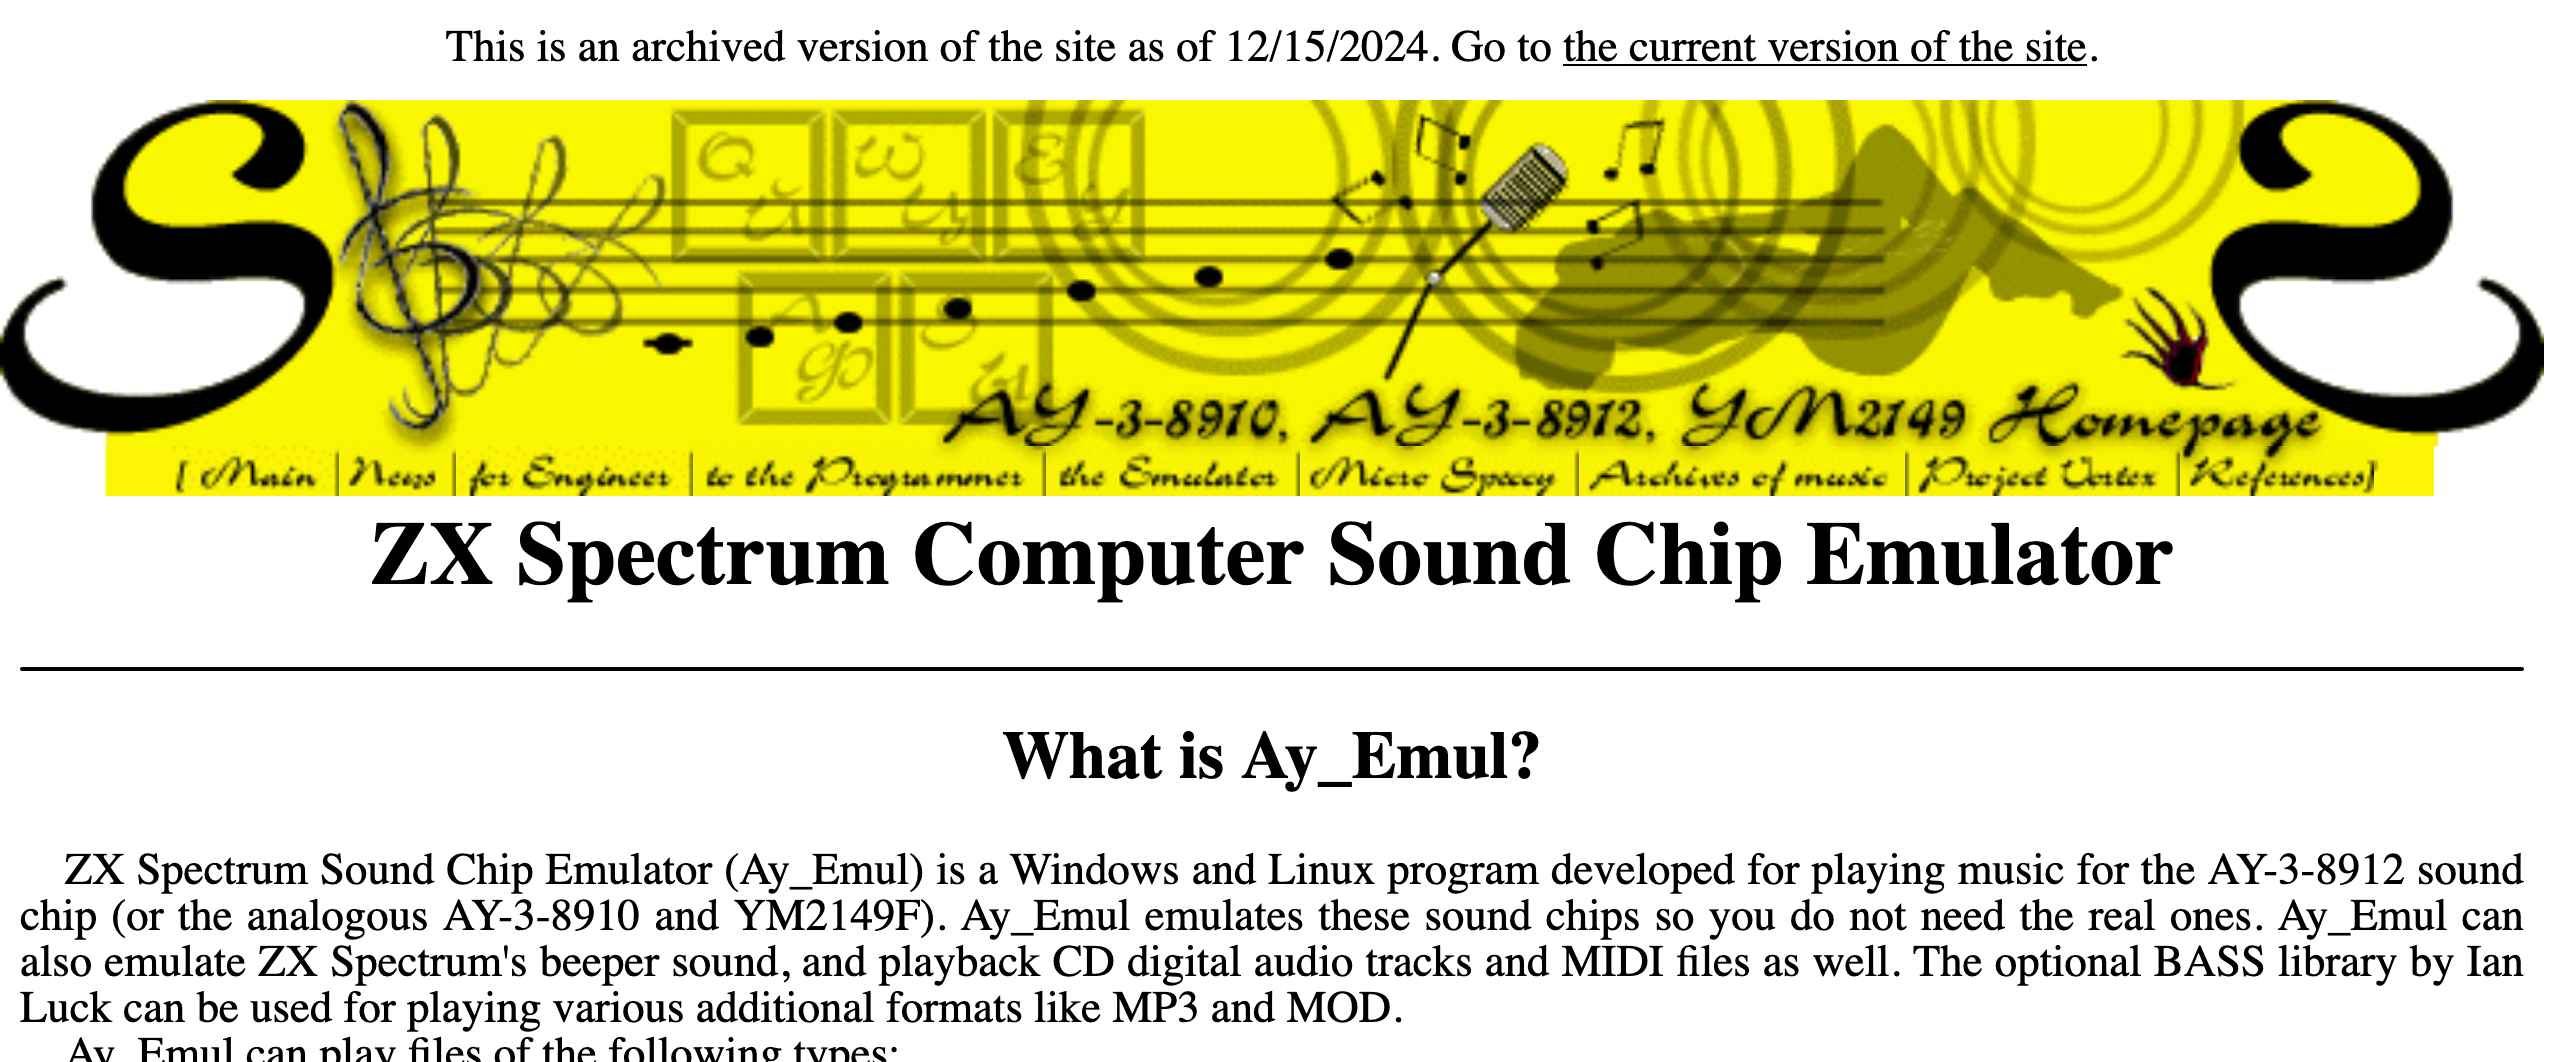 This is an archived version of the site as of 12/15/2024. Go to the current version of the site.
S S
Q W E
Й Ц У
A S
Ф Ы
AY-3-8910, AY-3-8912, YM2149 Homepage
[ Main | News | for Engineer | to the Programmer | the Emulator | Micro Speccy | Archives of music | Project Vortex | References]
ZX Spectrum Computer Sound Chip Emulator
What is Ay_Emul?
ZX Spectrum Sound Chip Emulator (Ay_Emul) is a Windows and Linux program developed for playing music for the AY-3-8912 sound
chip (or the analogous AY-3-8910 and YM2149F). Ay_Emul emulates these sound chips so you do not need the real ones. Ay_Emul can
also emulate ZX Spectrum's beeper sound, and playback CD digital audio tracks and MIDI files as well. The optional BASS library by Ian
Luck can be used for playing various additional formats like MP3 and MOD.
Ay_Emul can play files of the following types: